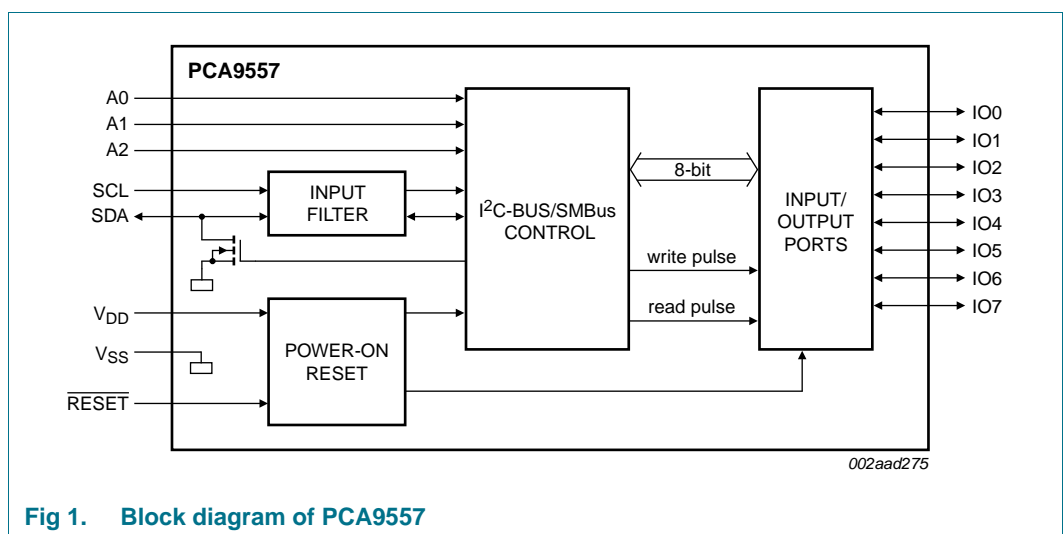 PCA9557
A0
A1
A2
SCL
SDA
INPUT
FILTER
I²C-BUS/SMBus
CONTROL
8-bit
write pulse
read pulse
INPUT/
OUTPUT
PORTS
IO0
IO1
IO2
IO3
IO4
IO5
IO6
IO7
VDD
VSS
RESET
POWER-ON
RESET
002aad275
Fig 1. Block diagram of PCA9557